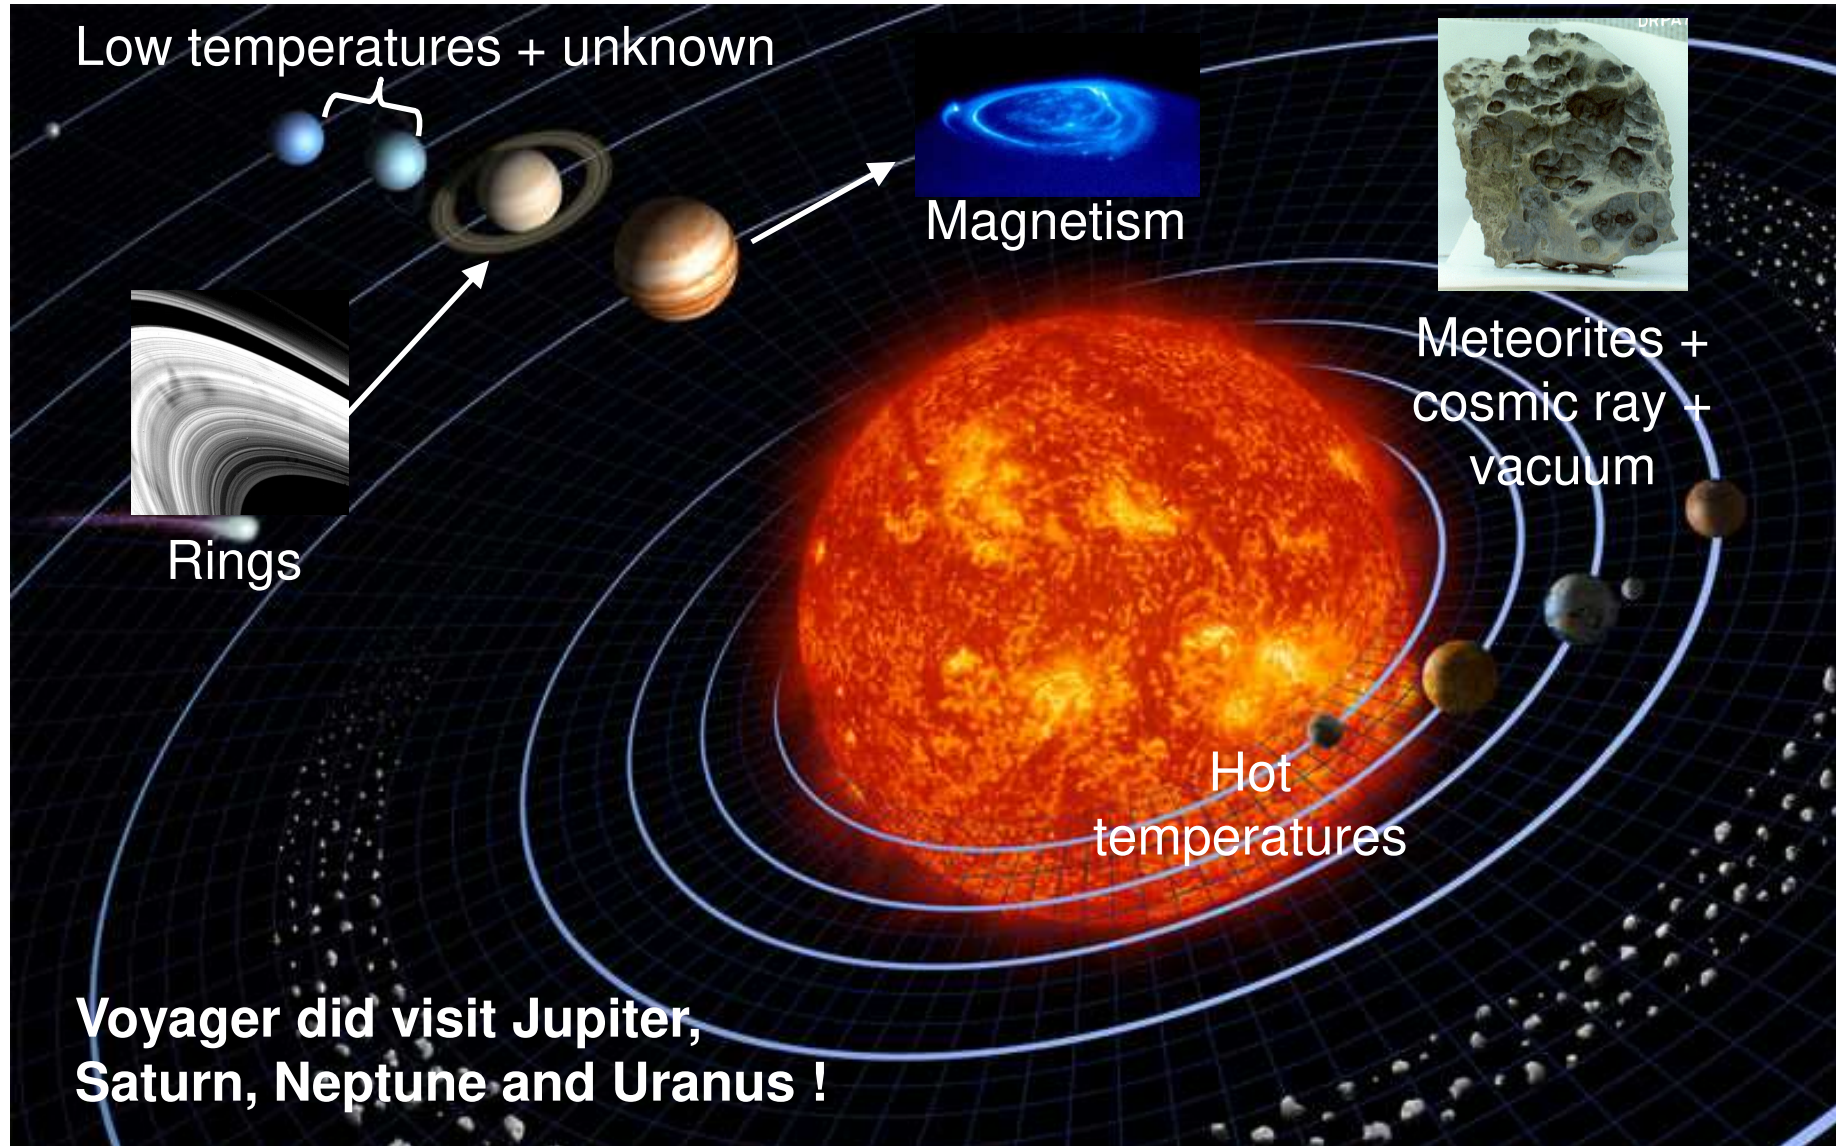 Low temperatures + unknown
Magnetism
Meteorites +
cosmic ray +
vacuum
Rings
Hot
temperatures
Voyager did visit Jupiter,
Saturn, Neptune and Uranus !